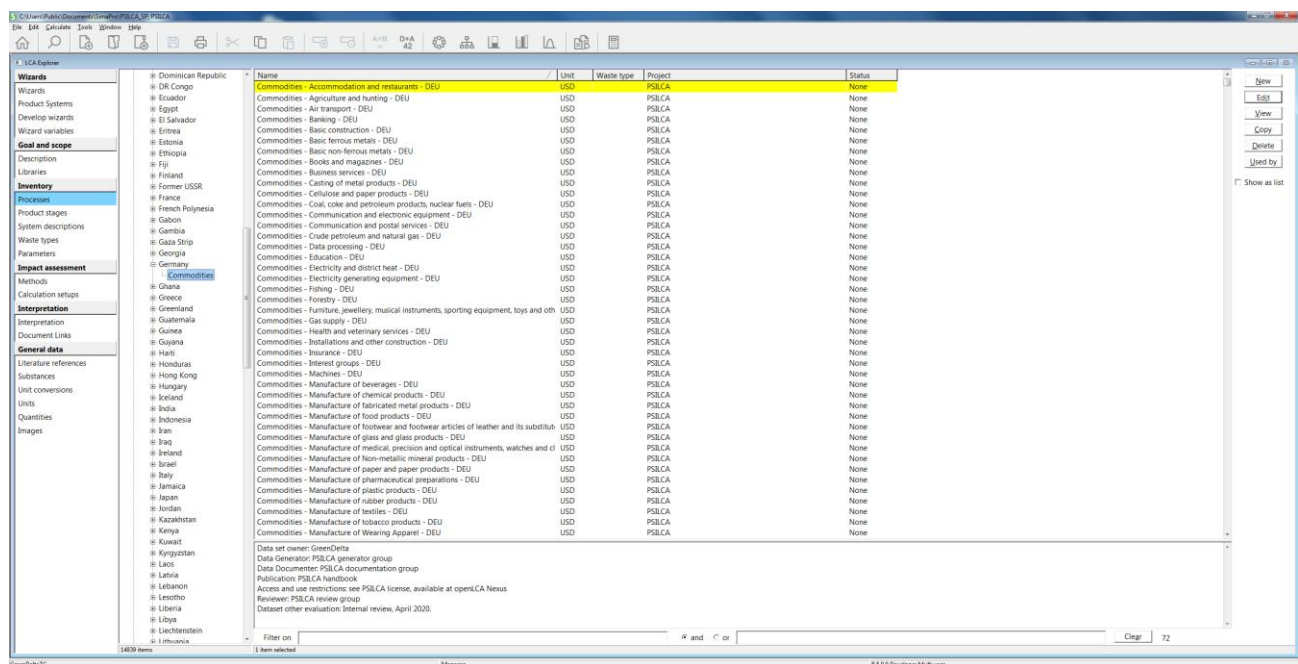 C:\Users\Public\Documents\SimaPro\PSILCA_SP; PSILCA
File Edit Calculate Tools Window Help
A+B
D+A
42
LCA Explorer
Wizards
Wizards
Product Systems
Develop wizards
Wizard variables
Goal and scope
Description
Libraries
Inventory
Processes
Product stages
System descriptions
Waste types
Parameters
Impact assessment
Methods
Calculation setups
Interpretation
Interpretation
Document Links
General data
Literature references
Substances
Unit conversions
Units
Quantities
Images
Dominican Republic
DR Congo
Ecuador
Egypt
El Salvador
Eritrea
Estonia
Ethiopia
Fiji
Finland
Former USSR
France
French Polynesia
Gabon
Gambia
Gaza Strip
Georgia
Germany
Commodities
Ghana
Greece
Greenland
Guatemala
Guinea
Guyana
Haiti
Honduras
Hong Kong
Hungary
Iceland
India
Indonesia
Iran
Iraq
Ireland
Israel
Italy
Jamaica
Japan
Jordan
Kazakhstan
Kenya
Kuwait
Kyrgyzstan
Laos
Latvia
Lebanon
Lesotho
Liberia
Libya
Liechtenstein
Lithuania
14839 items
Name / Unit Waste type Project Status
Commodities - Accommodation and restaurants - DEU USD PSILCA None
Commodities - Agriculture and hunting - DEU USD PSILCA None
Commodities - Air transport - DEU USD PSILCA None
Commodities - Banking - DEU USD PSILCA None
Commodities - Basic construction - DEU USD PSILCA None
Commodities - Basic ferrous metals - DEU USD PSILCA None
Commodities - Basic non-ferrous metals - DEU USD PSILCA None
Commodities - Books and magazines - DEU USD PSILCA None
Commodities - Business services - DEU USD PSILCA None
Commodities - Casting of metal products - DEU USD PSILCA None
Commodities - Cellulose and paper products - DEU USD PSILCA None
Commodities - Coal, coke and petroleum products, nuclear fuels - DEU USD PSILCA None
Commodities - Communication and electronic equipment - DEU USD PSILCA None
Commodities - Communication and postal services - DEU USD PSILCA None
Commodities - Crude petroleum and natural gas - DEU USD PSILCA None
Commodities - Data processing - DEU USD PSILCA None
Commodities - Education - DEU USD PSILCA None
Commodities - Electricity and district heat - DEU USD PSILCA None
Commodities - Electricity generating equipment - DEU USD PSILCA None
Commodities - Fishing - DEU USD PSILCA None
Commodities - Forestry - DEU USD PSILCA None
Commodities - Furniture, jewellery, musical instruments, sporting equipment, toys and oth USD PSILCA None
Commodities - Gas supply - DEU USD PSILCA None
Commodities - Health and veterinary services - DEU USD PSILCA None
Commodities - Installations and other construction - DEU USD PSILCA None
Commodities - Insurance - DEU USD PSILCA None
Commodities - Interest groups - DEU USD PSILCA None
Commodities - Machines - DEU USD PSILCA None
Commodities - Manufacture of beverages - DEU USD PSILCA None
Commodities - Manufacture of chemical products - DEU USD PSILCA None
Commodities - Manufacture of fabricated metal products - DEU USD PSILCA None
Commodities - Manufacture of food products - DEU USD PSILCA None
Commodities - Manufacture of footwear and footwear articles of leather and its substitut USD PSILCA None
Commodities - Manufacture of glass and glass products - DEU USD PSILCA None
Commodities - Manufacture of medical, precision and optical instruments, watches and cl USD PSILCA None
Commodities - Manufacture of Non-metallic mineral products - DEU USD PSILCA None
Commodities - Manufacture of paper and paper products - DEU USD PSILCA None
Commodities - Manufacture of pharmaceutical preparations - DEU USD PSILCA None
Commodities - Manufacture of plastic products - DEU USD PSILCA None
Commodities - Manufacture of rubber products - DEU USD PSILCA None
Commodities - Manufacture of textiles - DEU USD PSILCA None
Commodities - Manufacture of tobacco products - DEU USD PSILCA None
Commodities - Manufacture of Wearing Apparel - DEU USD PSILCA None
Data set owner: GreenDelta
Data Generator: PSILCA generator group
Data Documenter: PSILCA documentation group
Publication: PSILCA handbook
Access and use restrictions: see PSILCA license, available at openLCA Nexus
Reviewer: PSILCA review group
Dataset other evaluation: Internal review, April 2020.
Filter on and or Clear 72
1 item selected
New
Edit
View
Copy
Delete
Used by
Show as list
Manager